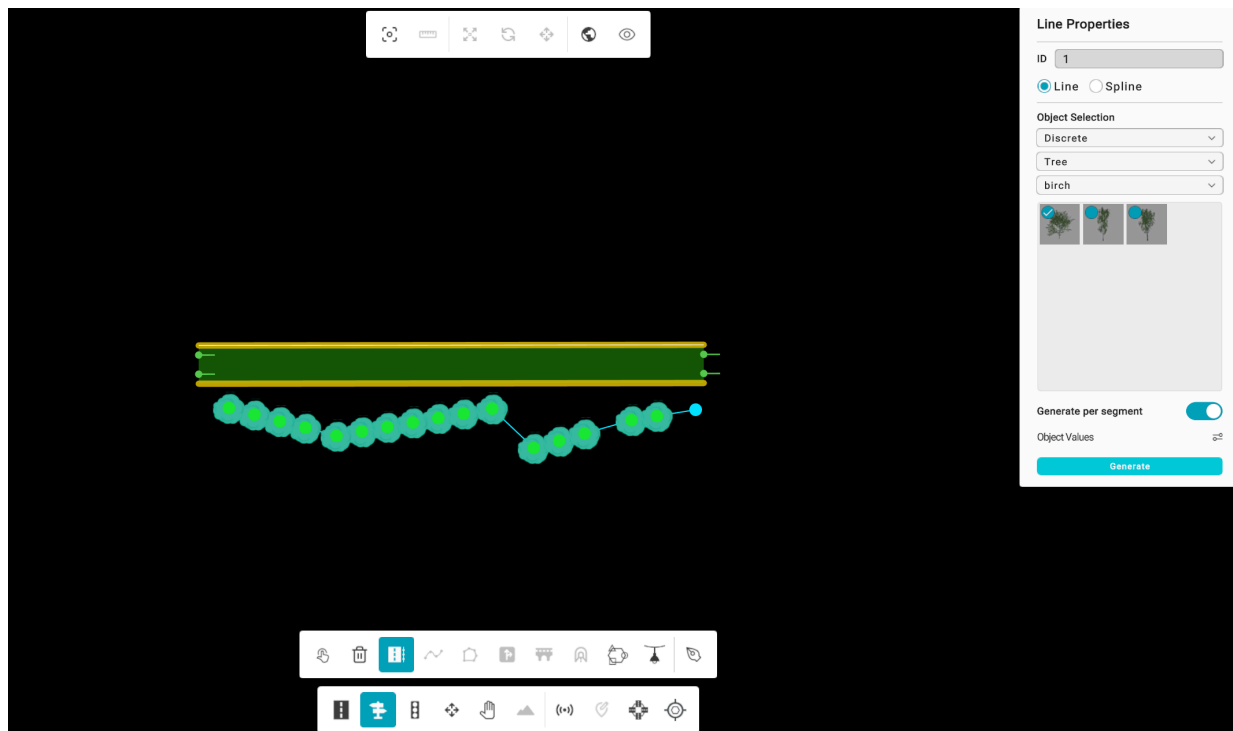 Line Properties
ID 1
Line Spline
Object Selection
Discrete
Tree
birch
Generate per segment
Object Values
Generate